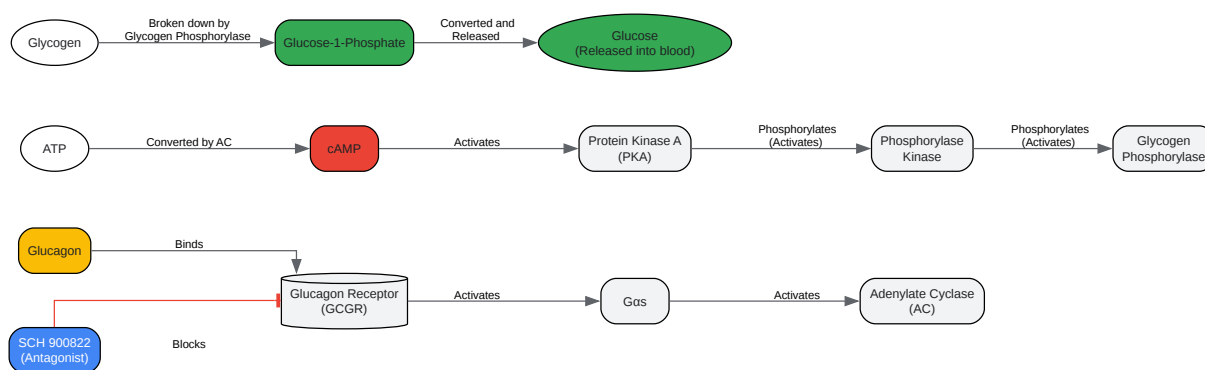 Glycogen
Broken down by
Glycogen Phosphorylase
Glucose-1-Phosphate
Converted and
Released
Glucose
(Released into blood)
ATP
Converted by AC
cAMP
Activates
Protein Kinase A
(PKA)
Phosphorylates
(Activates)
Phosphorylase
Kinase
Phosphorylates
(Activates)
Glycogen
Phosphorylase
Glucagon
Binds
Glucagon Receptor
(GCGR)
Activates
Gαs
Activates
Adenylate Cyclase
(AC)
SCH 900822
(Antagonist)
Blocks